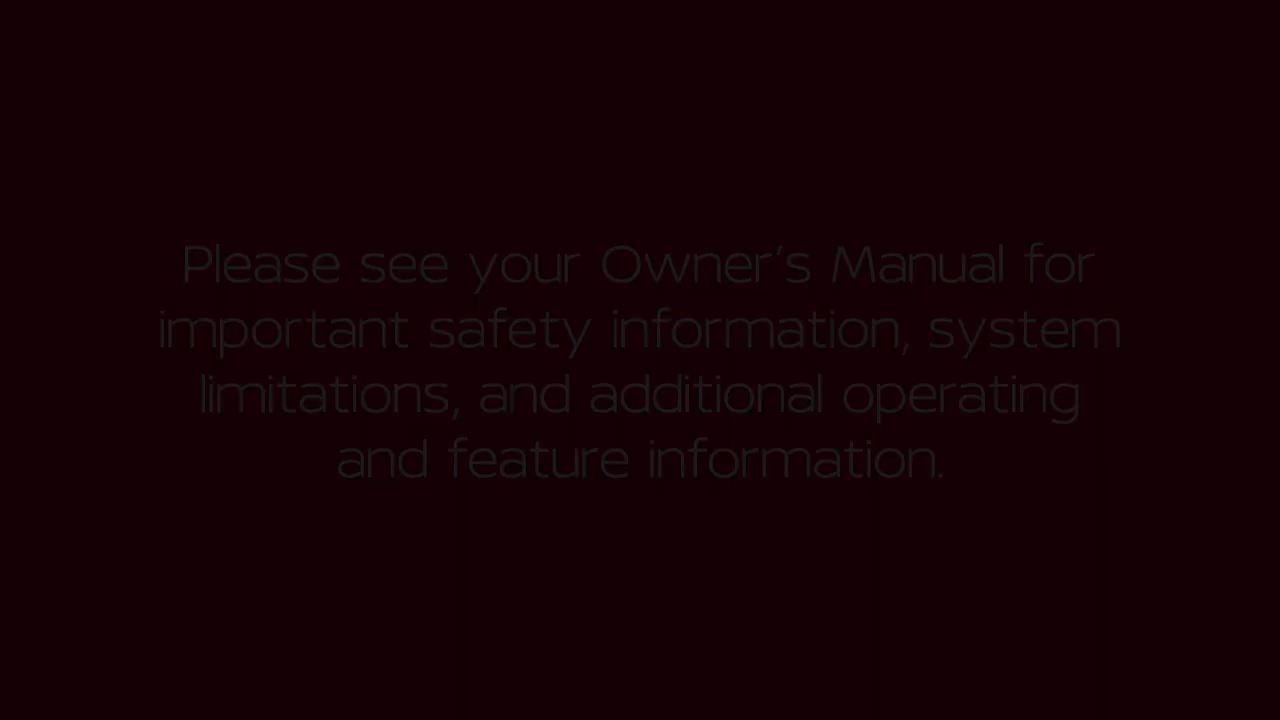 Please see your Owner’s Manual for
important safety information, system
limitations, and additional operating
and feature information.